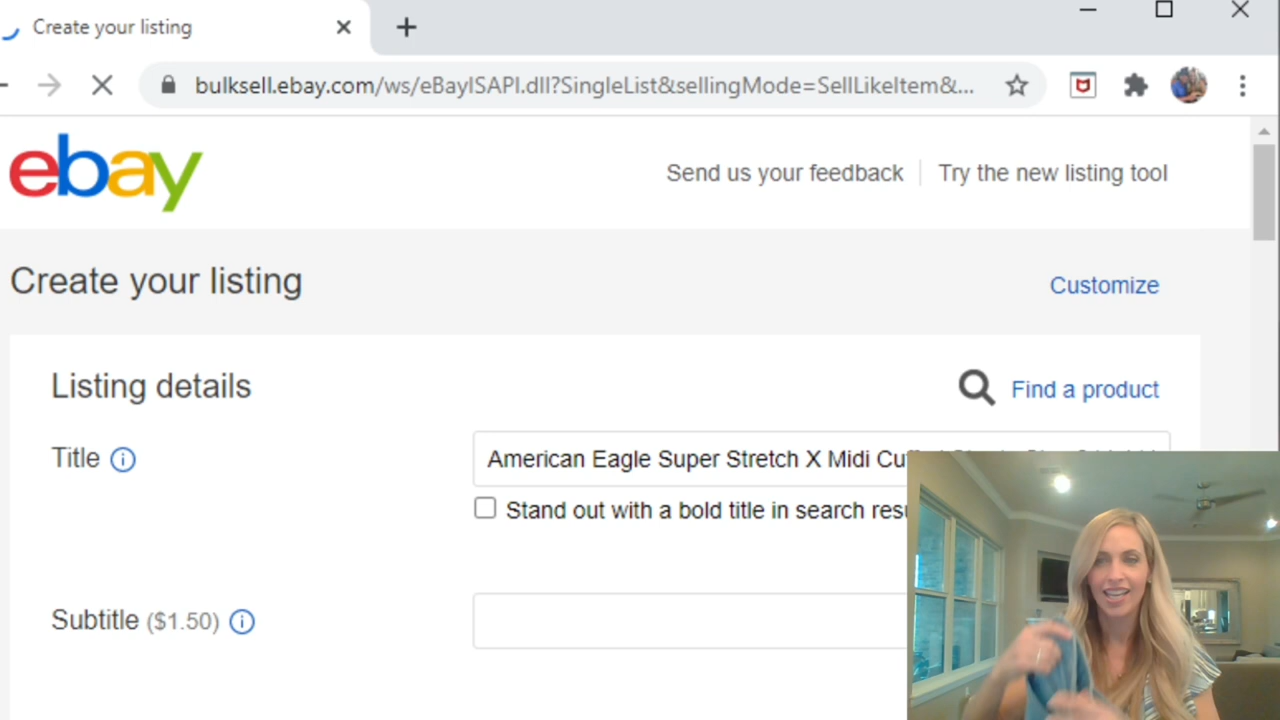 Create your listing
bulksell.ebay.com/ws/eBayISAPI.dll?SingleList&sellingMode=SellLikeItem&...
ebay
Send us your feedback
Try the new listing tool
Create your listing
Customize
Listing details
Find a product
Title
American Eagle Super Stretch X Midi
Stand out with a bold title in search
Subtitle ($1.50)